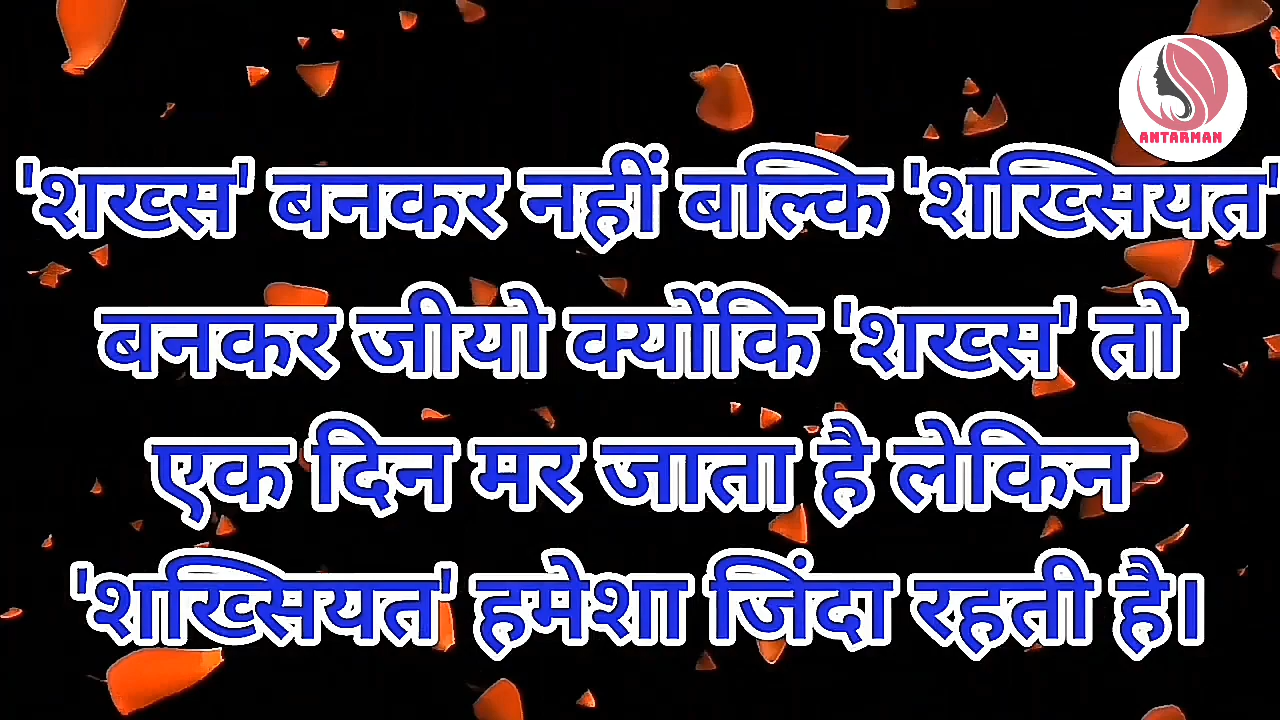 ANTARMAN
'शख्स' बनकर नहीं बल्कि 'शख्सियत'
बनकर जीयो क्योंकि 'शख्स' तो
एक दिन मर जाता है लेकिन
'शख्सियत' हमेशा जिंदा रहती है।